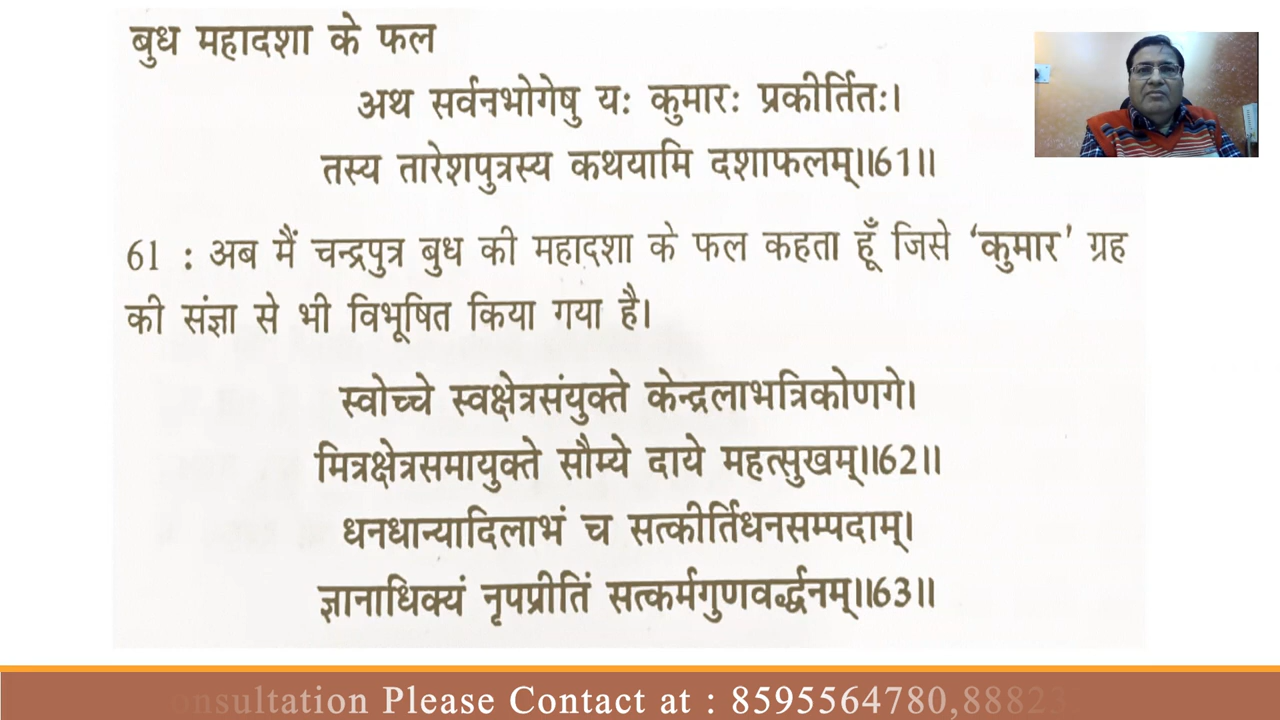 बुध महादशा के फल
अथ सर्वनभोगेषु यः कुमारः प्रकीर्तितः।
तस्य तारेशपुत्रस्य कथयामि दशाफलम्॥61॥
61 : अब मैं चन्द्रपुत्र बुध की महादशा के फल कहता हूँ जिसे ‘कुमार’ ग्रह
की संज्ञा से भी विभूषित किया गया है।
स्वोच्चे स्वक्षेत्रसंयुक्ते केन्द्रलाभत्रिकोणगे।
मित्रक्षेत्रसमायुक्ते सौम्ये दाये महत्सुखम्॥62॥
धनधान्यादिलाभं च सत्कीर्तिधनसम्पदाम्।
ज्ञानाधिक्यं नृपप्रीतिं सत्कर्मगुणवर्द्धनम्॥63॥
onsultation Please Contact at : 8595564780,8882